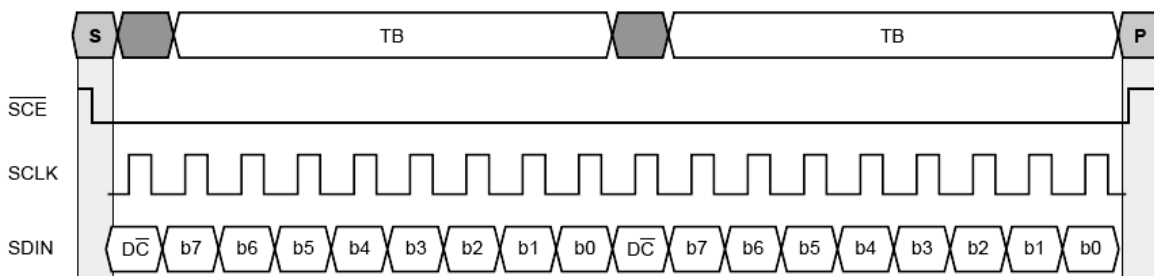 S TB TB P
S̅C̅E̅
SCLK
SDIN DC̅ b7 b6 b5 b4 b3 b2 b1 b0 DC̅ b7 b6 b5 b4 b3 b2 b1 b0